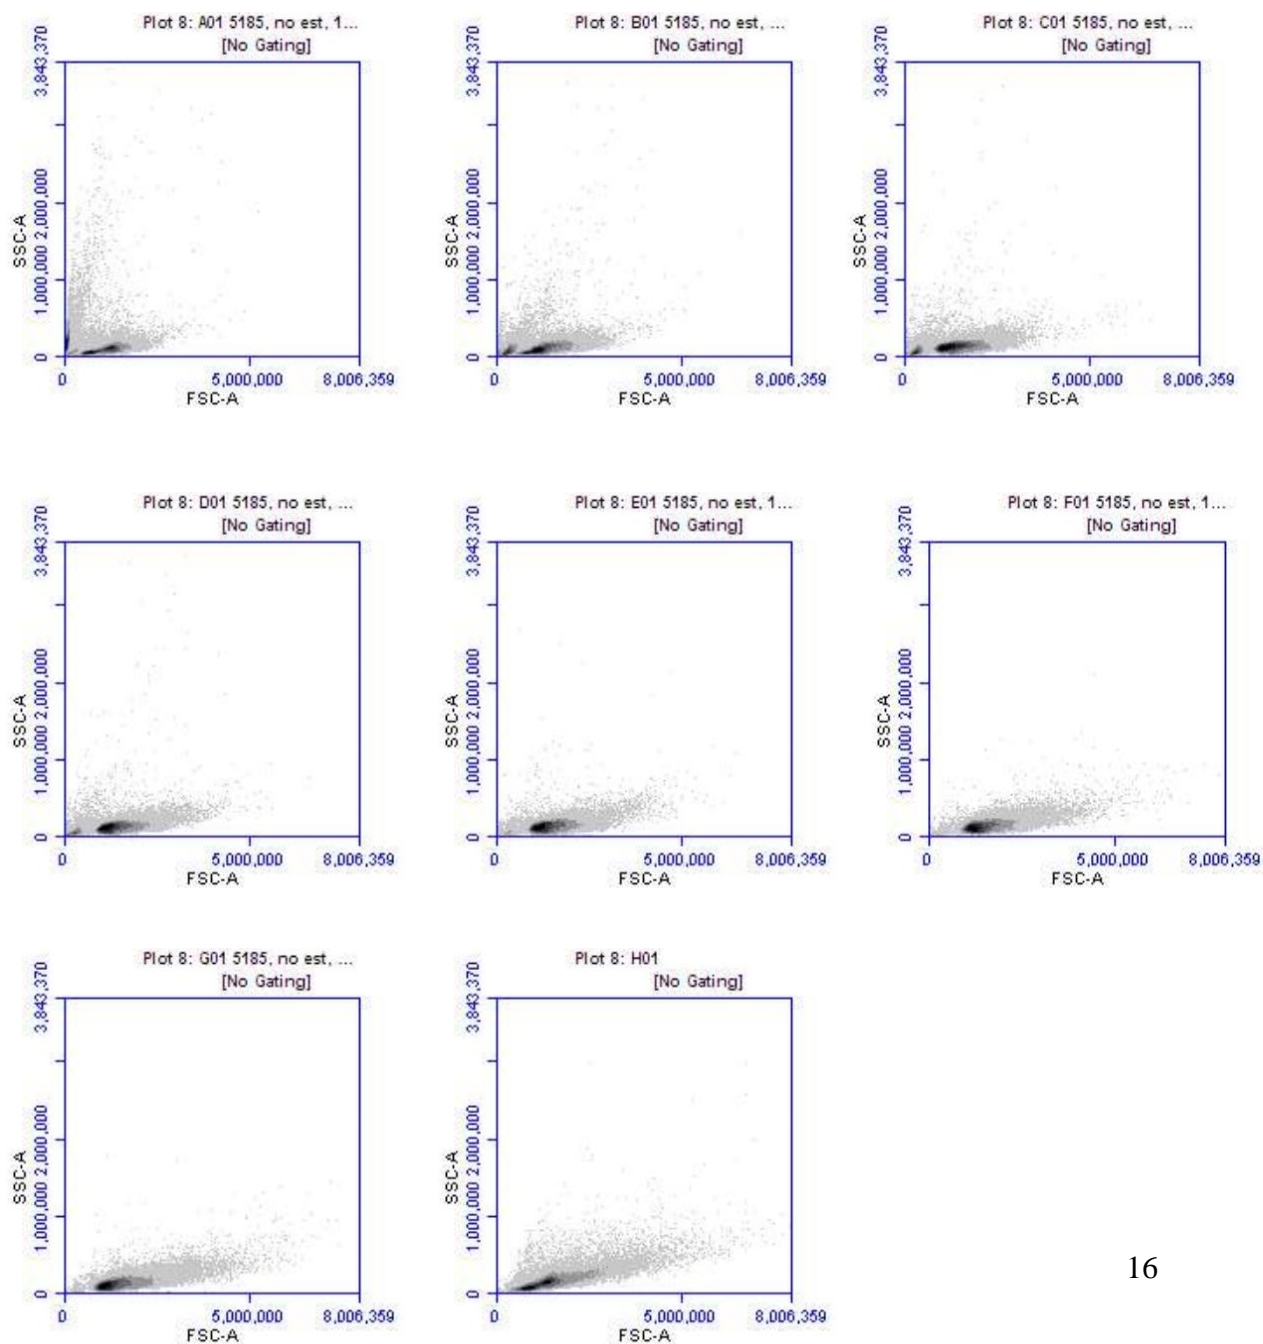 Plot 8: A01 5185, no est, 1...
[No Gating]
3,843,370
2,000,000
1,000,000
0
SSC-A
0
5,000,000
8,006,359
FSC-A
Plot 8: B01 5185, no est, ...
[No Gating]
3,843,370
2,000,000
1,000,000
0
SSC-A
0
5,000,000
8,006,359
FSC-A
Plot 8: C01 5185, no est, ...
[No Gating]
3,843,370
2,000,000
1,000,000
0
SSC-A
0
5,000,000
8,006,359
FSC-A
Plot 8: D01 5185, no est, ...
[No Gating]
3,843,370
2,000,000
1,000,000
0
SSC-A
0
5,000,000
8,006,359
FSC-A
Plot 8: E01 5185, no est, 1...
[No Gating]
3,843,370
2,000,000
1,000,000
0
SSC-A
0
5,000,000
8,006,359
FSC-A
Plot 8: F01 5185, no est, 1...
[No Gating]
3,843,370
2,000,000
1,000,000
0
SSC-A
0
5,000,000
8,006,359
FSC-A
Plot 8: G01 5185, no est, ...
[No Gating]
3,843,370
2,000,000
1,000,000
0
SSC-A
0
5,000,000
8,006,359
FSC-A
Plot 8: H01
[No Gating]
3,843,370
2,000,000
1,000,000
0
SSC-A
0
5,000,000
8,006,359
FSC-A
16